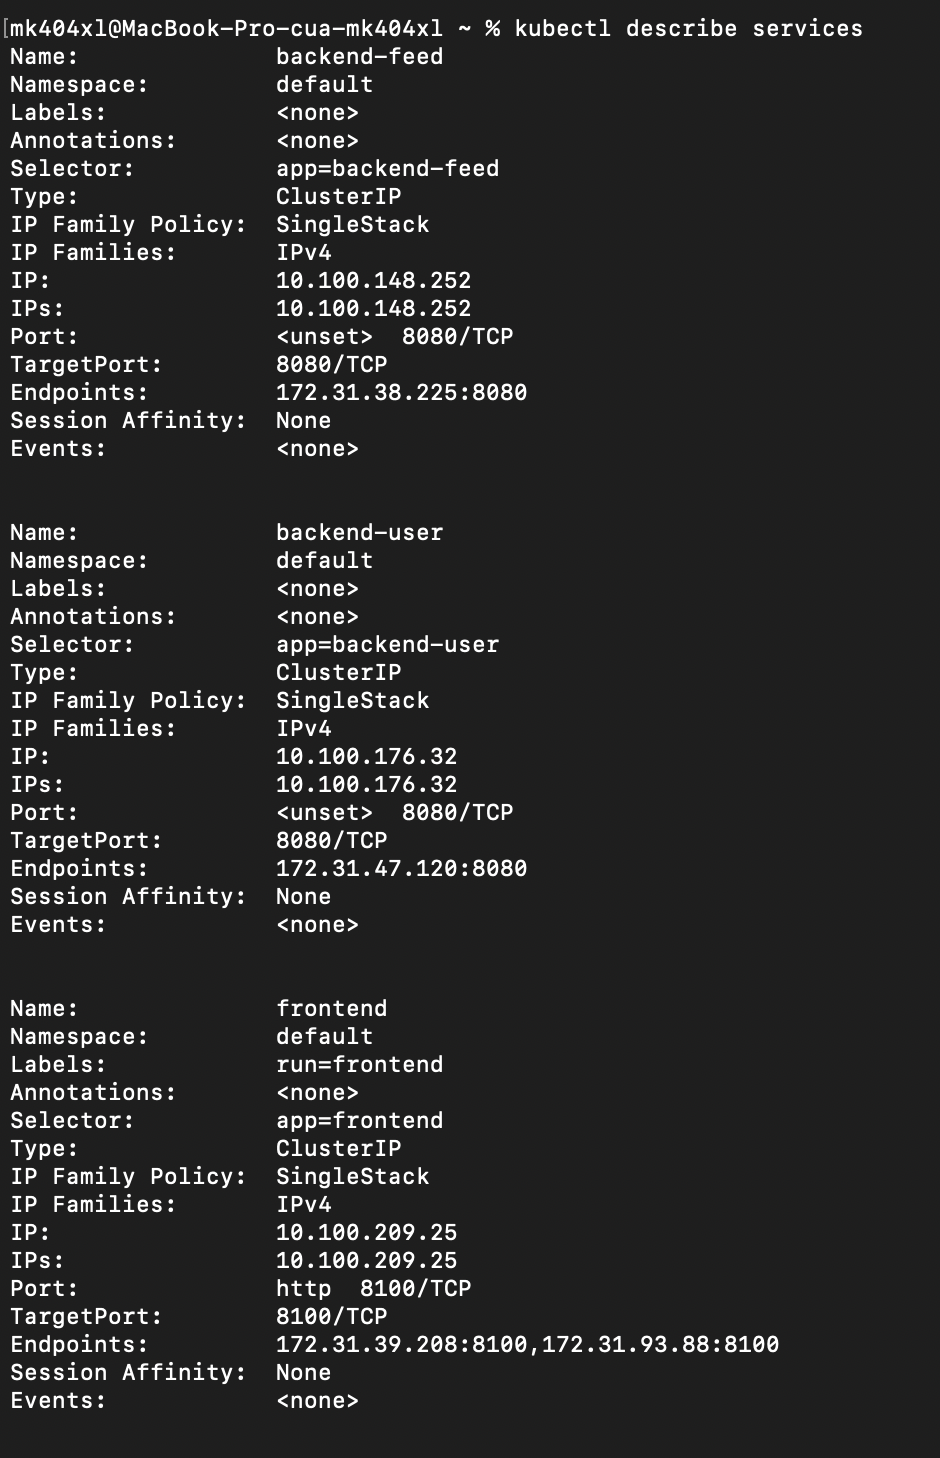 [mk404xl@MacBook-Pro-cua-mk404xl ~ % kubectl describe services
Name:              backend-feed
Namespace:         default
Labels:            <none>
Annotations:       <none>
Selector:          app=backend-feed
Type:              ClusterIP
IP Family Policy:  SingleStack
IP Families:       IPv4
IP:                10.100.148.252
IPs:               10.100.148.252
Port:              <unset>  8080/TCP
TargetPort:        8080/TCP
Endpoints:         172.31.38.225:8080
Session Affinity:  None
Events:            <none>

Name:              backend-user
Namespace:         default
Labels:            <none>
Annotations:       <none>
Selector:          app=backend-user
Type:              ClusterIP
IP Family Policy:  SingleStack
IP Families:       IPv4
IP:                10.100.176.32
IPs:               10.100.176.32
Port:              <unset>  8080/TCP
TargetPort:        8080/TCP
Endpoints:         172.31.47.120:8080
Session Affinity:  None
Events:            <none>

Name:              frontend
Namespace:         default
Labels:            run=frontend
Annotations:       <none>
Selector:          app=frontend
Type:              ClusterIP
IP Family Policy:  SingleStack
IP Families:       IPv4
IP:                10.100.209.25
IPs:               10.100.209.25
Port:              http  8100/TCP
TargetPort:        8100/TCP
Endpoints:         172.31.39.208:8100,172.31.93.88:8100
Session Affinity:  None
Events:            <none>